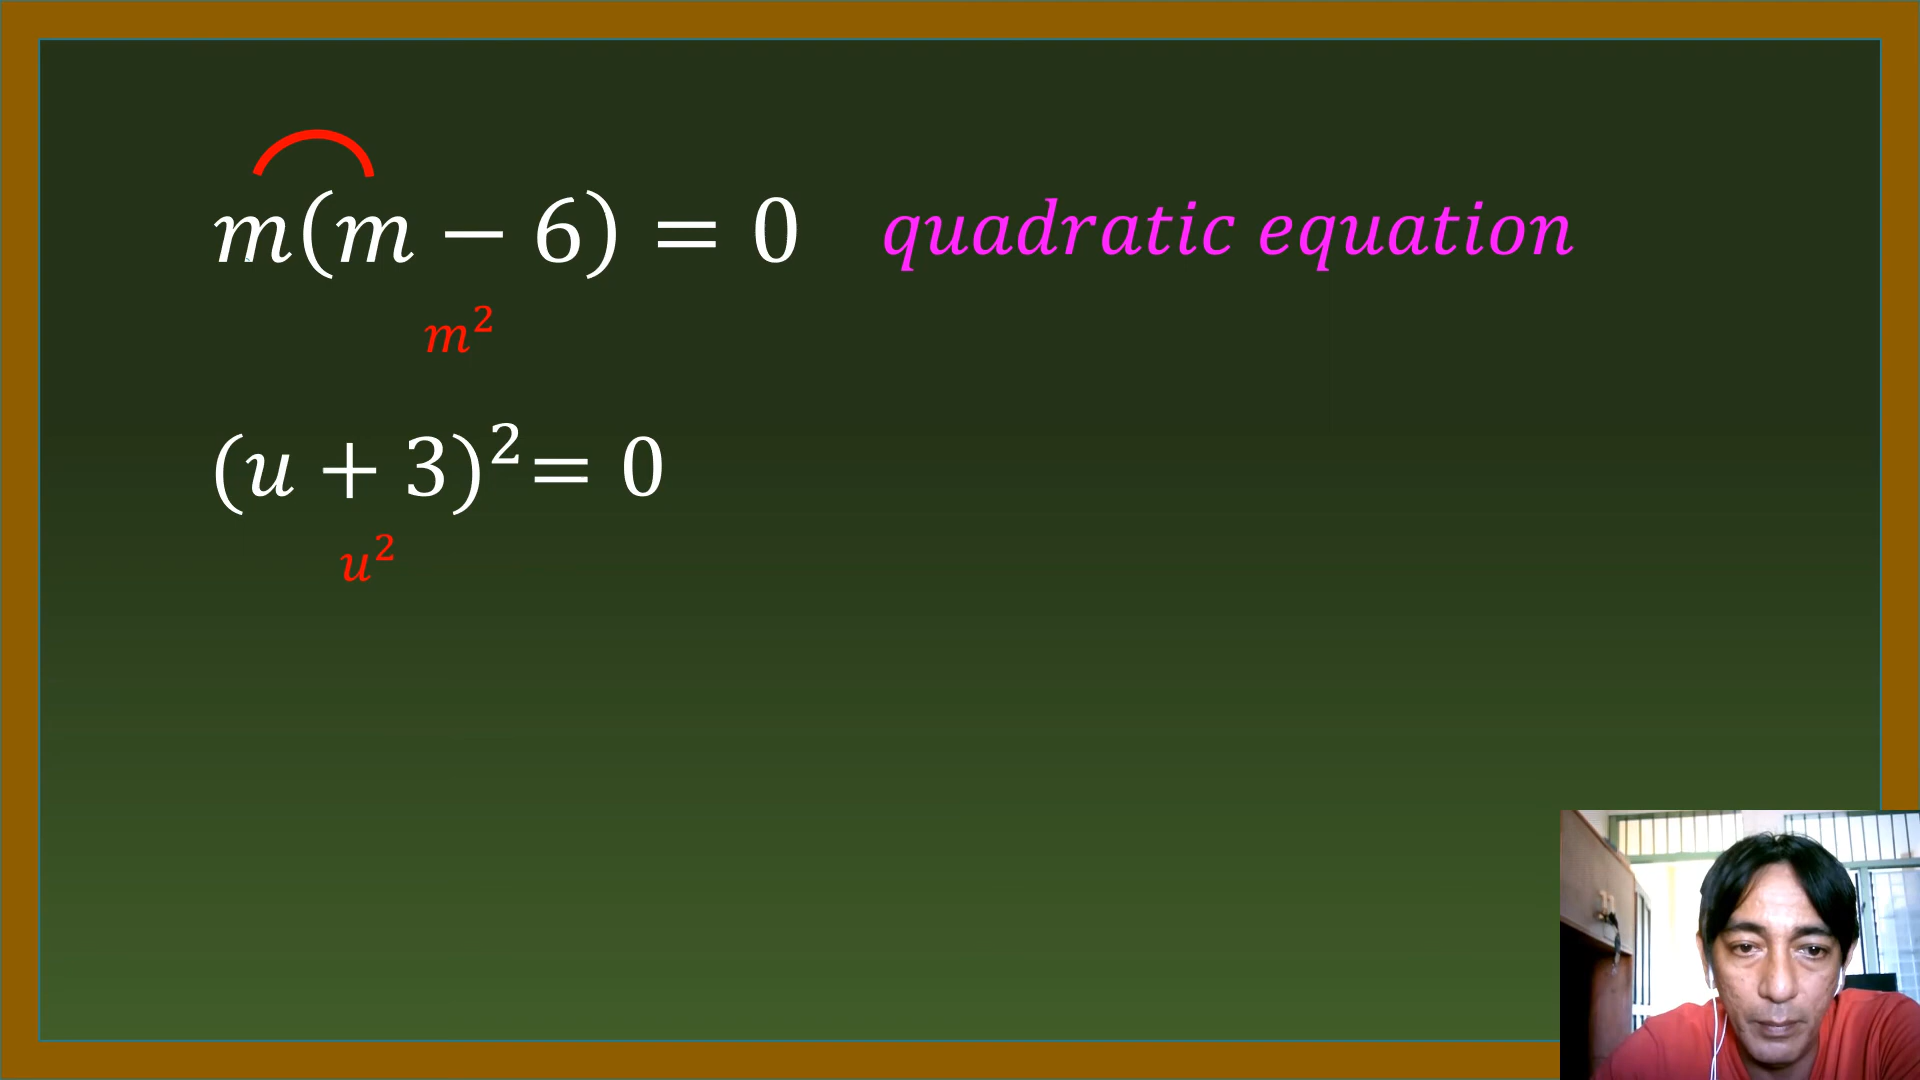 m(m − 6) = 0 quadratic equation
m²
(u + 3)² = 0
u²